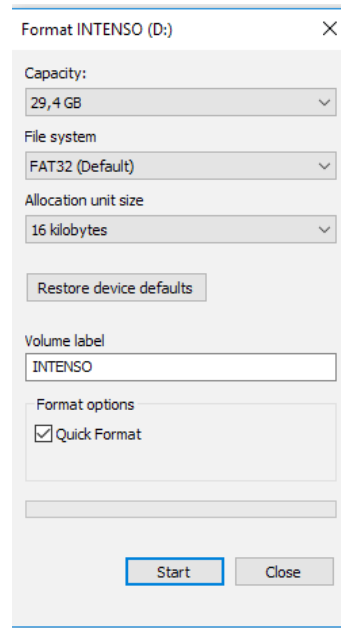 Format INTENSO (D:)
Capacity:
29,4 GB
File system
FAT32 (Default)
Allocation unit size
16 kilobytes
Restore device defaults
Volume label
INTENSO
Format options
Quick Format
Start Close